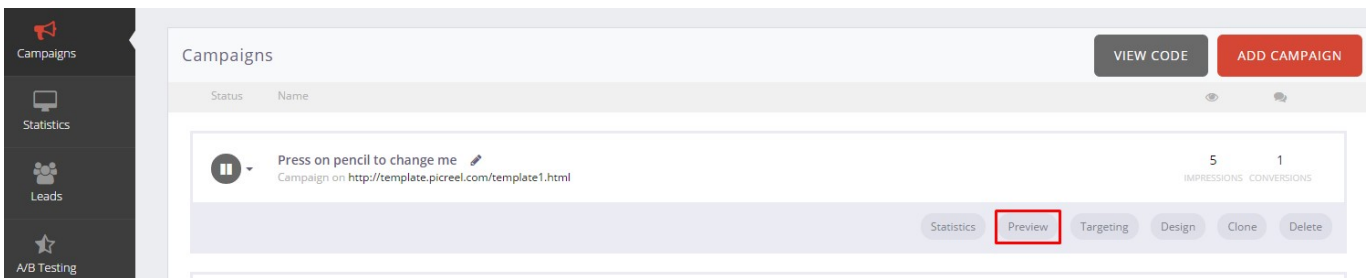 Campaigns
Statistics
Leads
A/B Testing
Campaigns
VIEW CODE
ADD CAMPAIGN
Status Name
Press on pencil to change me
Campaign on http://template.picreel.com/template1.html
5 1
IMPRESSIONS CONVERSIONS
Statistics Preview Targeting Design Clone Delete